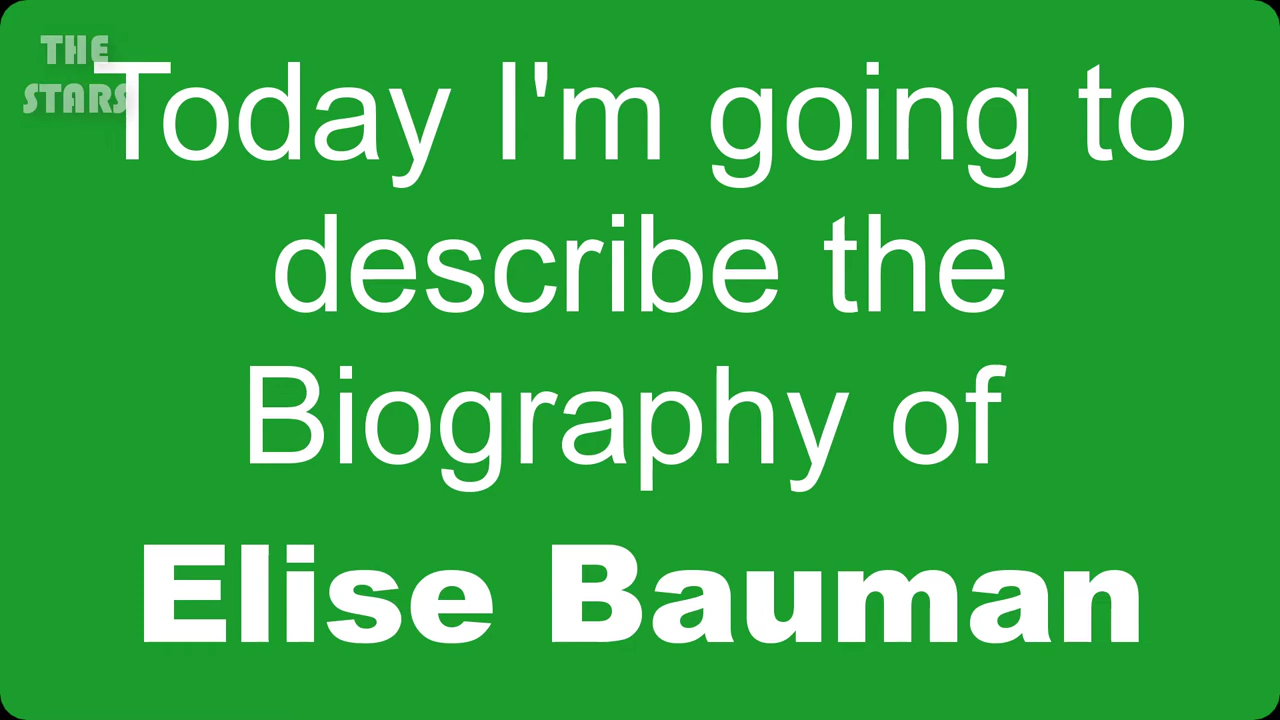 THE
STARS
Today I'm going to
describe the
Biography of
Elise Bauman